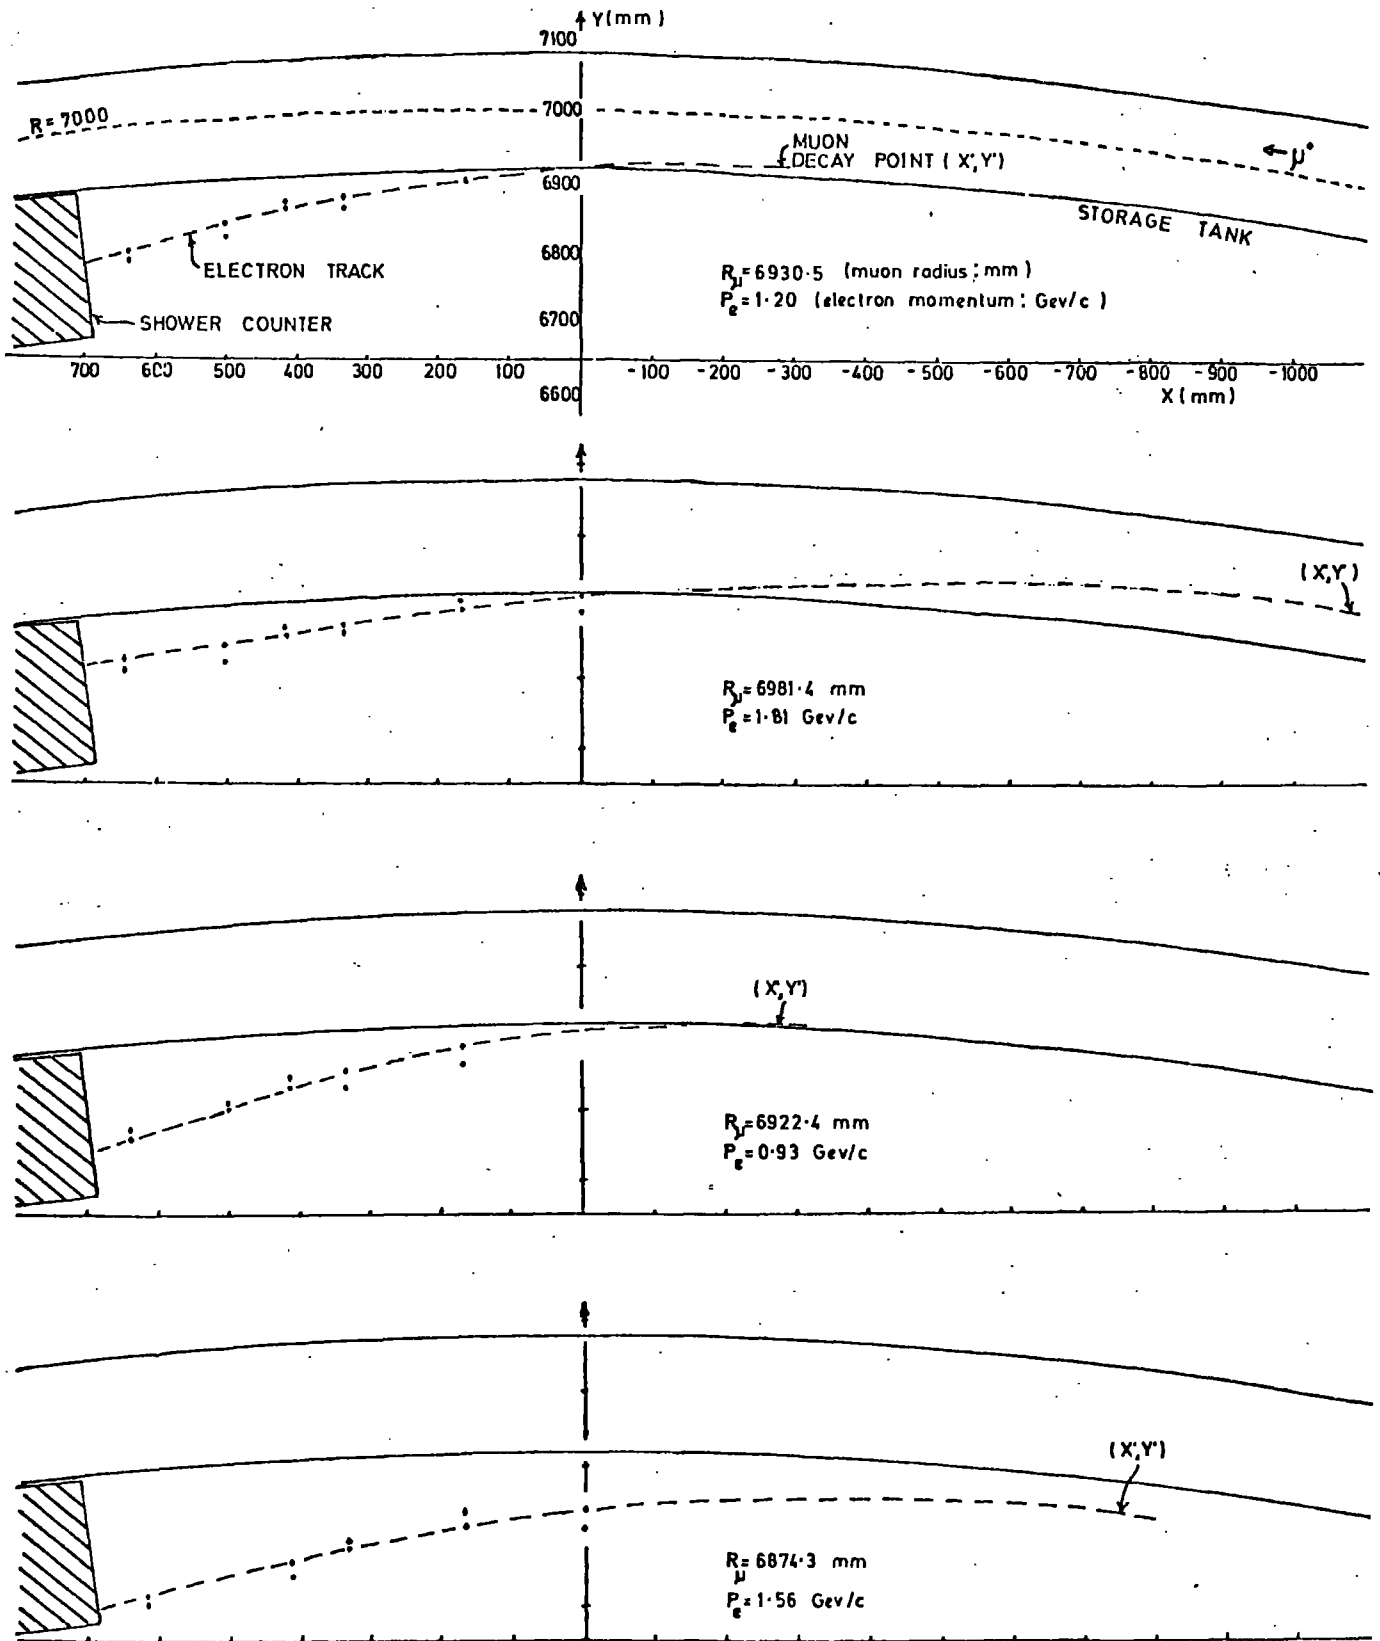 Y(mm)
7100
7000
R=7000
MUON
DECAY POINT (X',Y')
← μ+
6900
STORAGE TANK
6800
ELECTRON TRACK
Rμ=6930·5 (muon radius; mm)
Pe=1·20 (electron momentum; Gev/c)
6700
SHOWER COUNTER
700 600 500 400 300 200 100 -100 -200 -300 -400 -500 -600 -700 -800 -900 -1000
6600
X(mm)
(X',Y')
Rμ=6981·4 mm
Pe=1·81 Gev/c
(X',Y')
Rμ=6922·4 mm
Pe=0·93 Gev/c
(X',Y')
Rμ=6874·3 mm
Pe=1·56 Gev/c